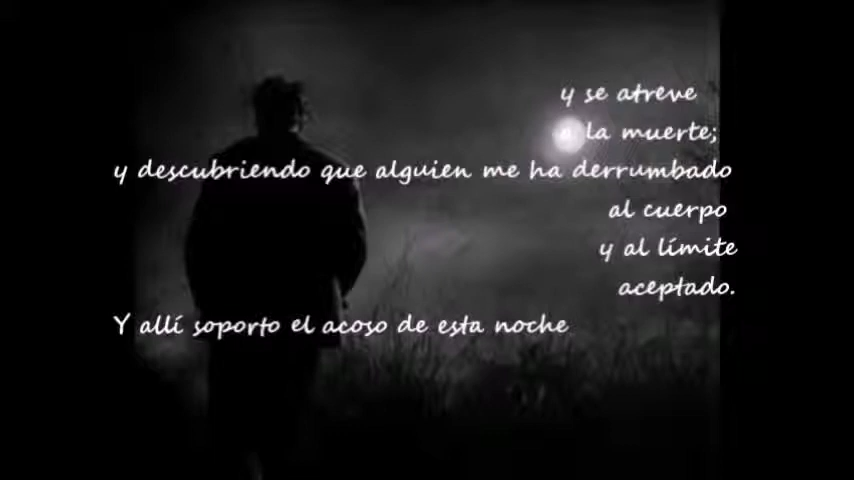 y se atreve
a la muerte;
y descubriendo que alguien me ha derrumbado
al cuerpo
y al límite
aceptado.
Y allí soporto el acoso de esta noche